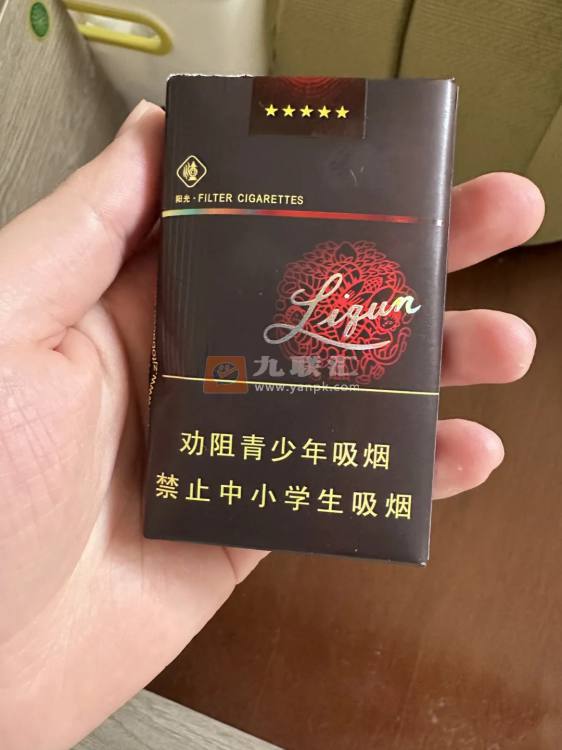 ★★★★★
阳光·FILTER CIGARETTES
Liqun
九联汇
www.yanpk.com
劝阻青少年吸烟
禁止中小学生吸烟